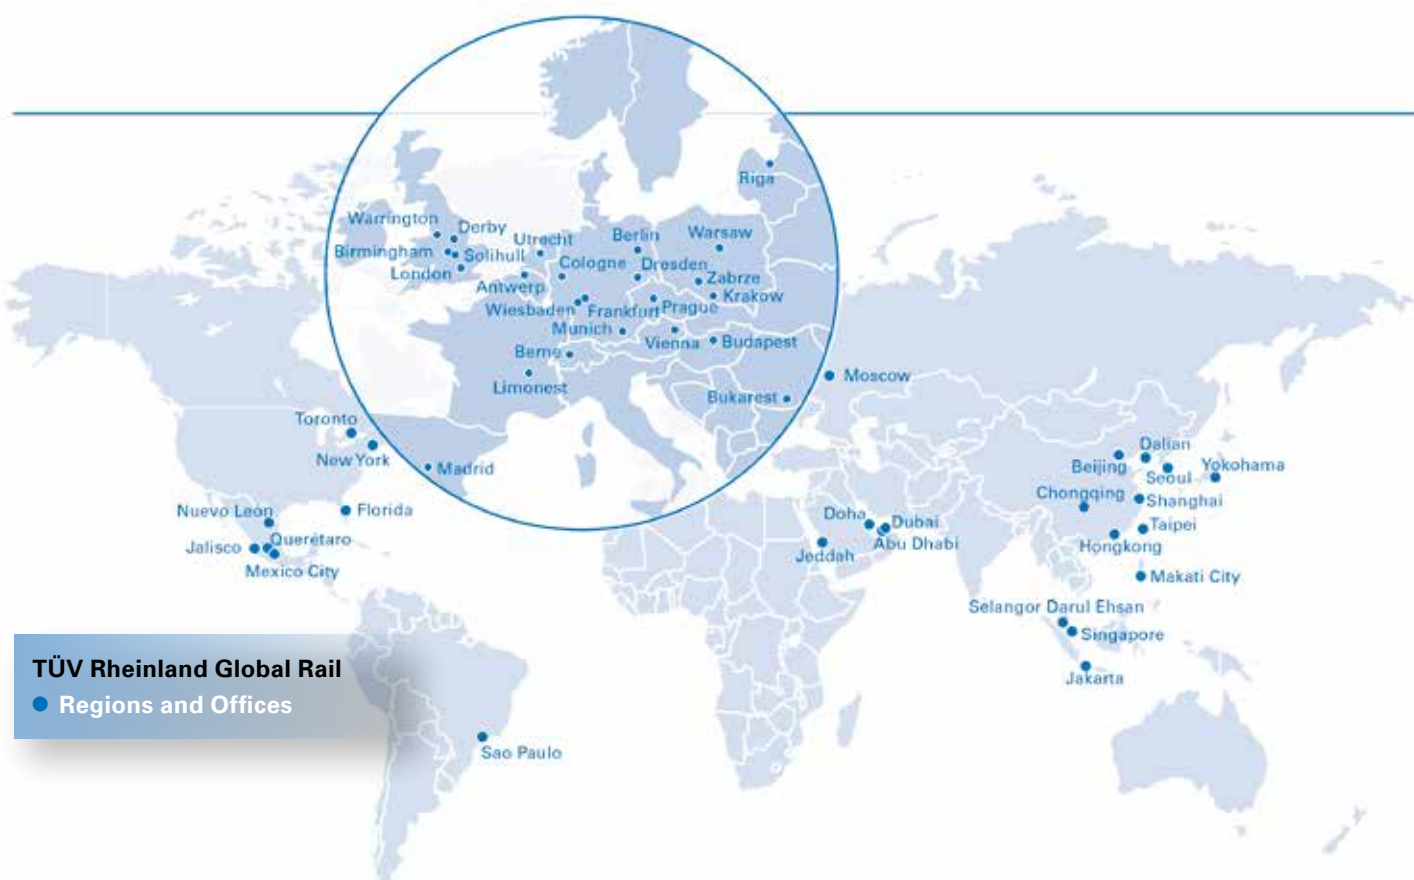 Riga
Warrington
Derby
Birmingham
Solihull
London
Utrecht
Berlin
Warsaw
Cologne
Dresden
Antwerp
Zabrze
Wiesbaden
Frankfurt
Prague
Krakow
Munich
Vienna
Budapest
Berne
Limonest
Bukarest
Moscow
Madrid
Toronto
New York
Nuevo León
Florida
Jalisco
Querétaro
Mexico City
Sao Paulo
Doha
Dubai
Abu Dhabi
Jeddah
Dalian
Beijing
Seoul
Yokohama
Chongqing
Shanghai
Taipei
Hongkong
Makati City
Selangor Darul Ehsan
Singapore
Jakarta
TÜV Rheinland Global Rail
Regions and Offices